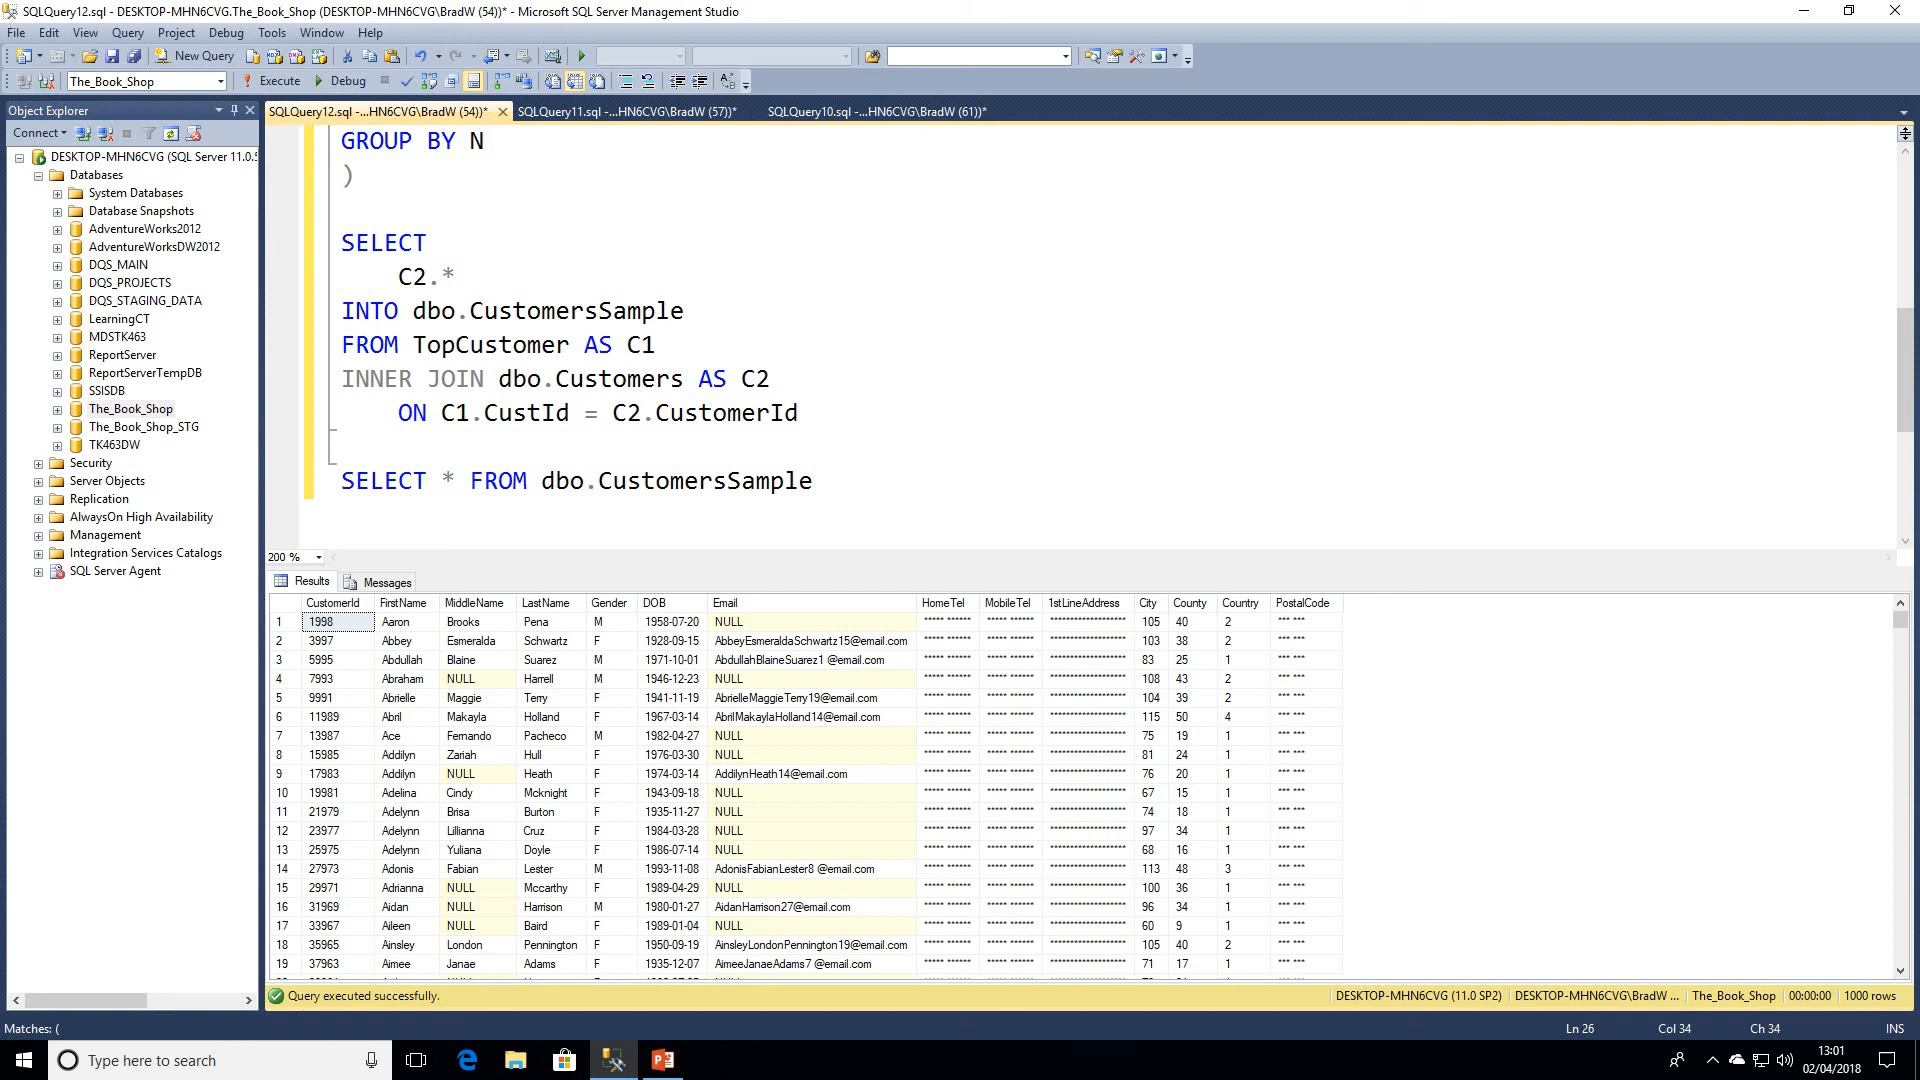 SQLQuery12.sql - DESKTOP-MHN6CVG.The_Book_Shop (DESKTOP-MHN6CVG\BradW (54))* - Microsoft SQL Server Management Studio
File Edit View Query Project Debug Tools Window Help
New Query
The_Book_Shop Execute Debug
Object Explorer
SQLQuery12.sql -...HN6CVG\BradW (54))* SQLQuery11.sql -...HN6CVG\BradW (57))* SQLQuery10.sql -...HN6CVG\BradW (61))*
Connect
DESKTOP-MHN6CVG (SQL Server 11.0.5
Databases
System Databases
Database Snapshots
AdventureWorks2012
AdventureWorksDW2012
DQS_MAIN
DQS_PROJECTS
DQS_STAGING_DATA
LearningCT
MDSTK463
ReportServer
ReportServerTempDB
SSISDB
The_Book_Shop
The_Book_Shop_STG
TK463DW
Security
Server Objects
Replication
AlwaysOn High Availability
Management
Integration Services Catalogs
SQL Server Agent
GROUP BY N
)
SELECT
C2.*
INTO dbo.CustomersSample
FROM TopCustomer AS C1
INNER JOIN dbo.Customers AS C2
ON C1.CustId = C2.CustomerId
SELECT * FROM dbo.CustomersSample
200 %
Results Messages
CustomerId FirstName MiddleName LastName Gender DOB Email HomeTel MobileTel 1stLineAddress City County Country PostalCode
1 1998 Aaron Brooks Pena M 1958-07-20 NULL ***** ****** ***** ****** ******************** 105 40 2 *** ***
2 3997 Abbey Esmeralda Schwartz F 1928-09-15 AbbeyEsmeraldaSchwartz15@email.com ***** ****** ***** ****** ******************** 103 38 2 *** ***
3 5995 Abdullah Blaine Suarez M 1971-10-01 AbdullahBlaineSuarez1 @email.com ***** ****** ***** ****** ******************** 83 25 1 *** ***
4 7993 Abraham NULL Harrell M 1946-12-23 NULL ***** ****** ***** ****** ******************** 108 43 2 *** ***
5 9991 Abrielle Maggie Terry F 1941-11-19 AbrielleMaggieTerry19@email.com ***** ****** ***** ****** ******************** 104 39 2 *** ***
6 11989 Abril Makayla Holland F 1967-03-14 AbrilMakaylaHolland14@email.com ***** ****** ***** ****** ******************** 115 50 4 *** ***
7 13987 Ace Fernando Pacheco M 1982-04-27 NULL ***** ****** ***** ****** ******************** 75 19 1 *** ***
8 15985 Addilyn Zariah Hull F 1976-03-30 NULL ***** ****** ***** ****** ******************** 81 24 1 *** ***
9 17983 Addilyn NULL Heath F 1974-03-14 AddilynHeath14@email.com ***** ****** ***** ****** ******************** 76 20 1 *** ***
10 19981 Adelina Cindy Mcknight F 1943-09-18 NULL ***** ****** ***** ****** ******************** 67 15 1 *** ***
11 21979 Adelynn Brisa Burton F 1935-11-27 NULL ***** ****** ***** ****** ******************** 74 18 1 *** ***
12 23977 Adelynn Lillianna Cruz F 1984-03-28 NULL ***** ****** ***** ****** ******************** 97 34 1 *** ***
13 25975 Adelynn Yuliana Doyle F 1986-07-14 NULL ***** ****** ***** ****** ******************** 68 16 1 *** ***
14 27973 Adonis Fabian Lester M 1993-11-08 AdonisFabianLester8 @email.com ***** ****** ***** ****** ******************** 113 48 3 *** ***
15 29971 Adrianna NULL Mccarthy F 1989-04-29 NULL ***** ****** ***** ****** ******************** 100 36 1 *** ***
16 31969 Aidan NULL Harrison M 1980-01-27 AidanHarrison27@email.com ***** ****** ***** ****** ******************** 96 34 1 *** ***
17 33967 Aileen NULL Baird F 1989-01-04 NULL ***** ****** ***** ****** ******************** 60 9 1 *** ***
18 35965 Ainsley London Pennington F 1950-09-19 AinsleyLondonPennington19@email.com ***** ****** ***** ****** ******************** 105 40 2 *** ***
19 37963 Aimee Janae Adams F 1935-12-07 AimeeJanaeAdams7 @email.com ***** ****** ***** ****** ******************** 71 17 1 *** ***
Query executed successfully. DESKTOP-MHN6CVG (11.0 SP2) DESKTOP-MHN6CVG\BradW ... The_Book_Shop 00:00:00 1000 rows
Matches: ( Ln 26 Col 34 Ch 34 INS
Type here to search
13:01
02/04/2018